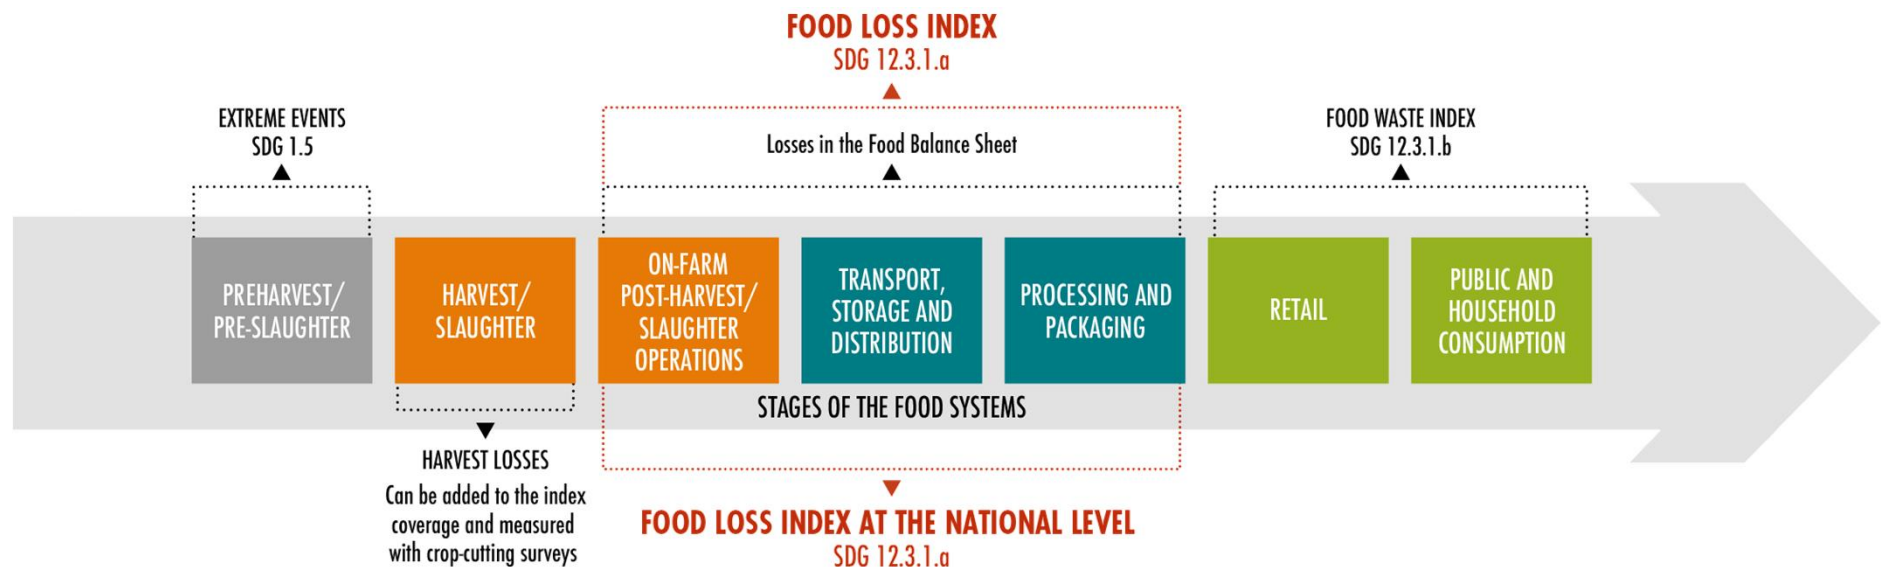 FOOD LOSS INDEX
SDG 12.3.1.a
EXTREME EVENTS
SDG 1.5
Losses in the Food Balance Sheet
FOOD WASTE INDEX
SDG 12.3.1.b
PREHARVEST/
PRE-SLAUGHTER
HARVEST/
SLAUGHTER
ON-FARM
POST-HARVEST/
SLAUGHTER
OPERATIONS
TRANSPORT,
STORAGE AND
DISTRIBUTION
PROCESSING AND
PACKAGING
RETAIL
PUBLIC AND
HOUSEHOLD
CONSUMPTION
STAGES OF THE FOOD SYSTEMS
HARVEST LOSSES
Can be added to the index
coverage and measured
with crop-cutting surveys
FOOD LOSS INDEX AT THE NATIONAL LEVEL
SDG 12.3.1.a